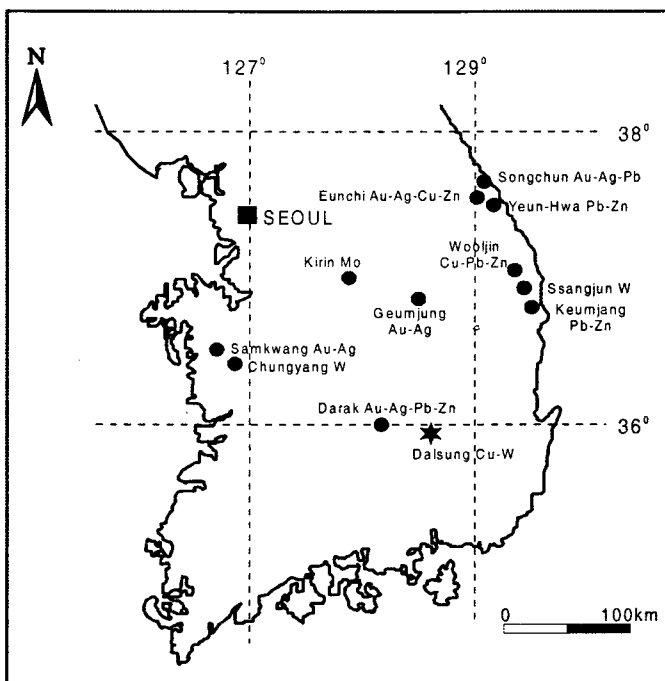 N
127°
129°
38°
Songchun Au-Ag-Pb
Eunchi Au-Ag-Cu-Zn
Yeun-Hwa Pb-Zn
SEOUL
Wooljin
Cu-Pb-Zn
Kirin Mo
Ssangjun W
Geumjung
Au-Ag
Keumjang
Pb-Zn
Samkwang Au-Ag
Chungyang W
Darak Au-Ag-Pb-Zn
36°
Dalsung Cu-W
0 100km